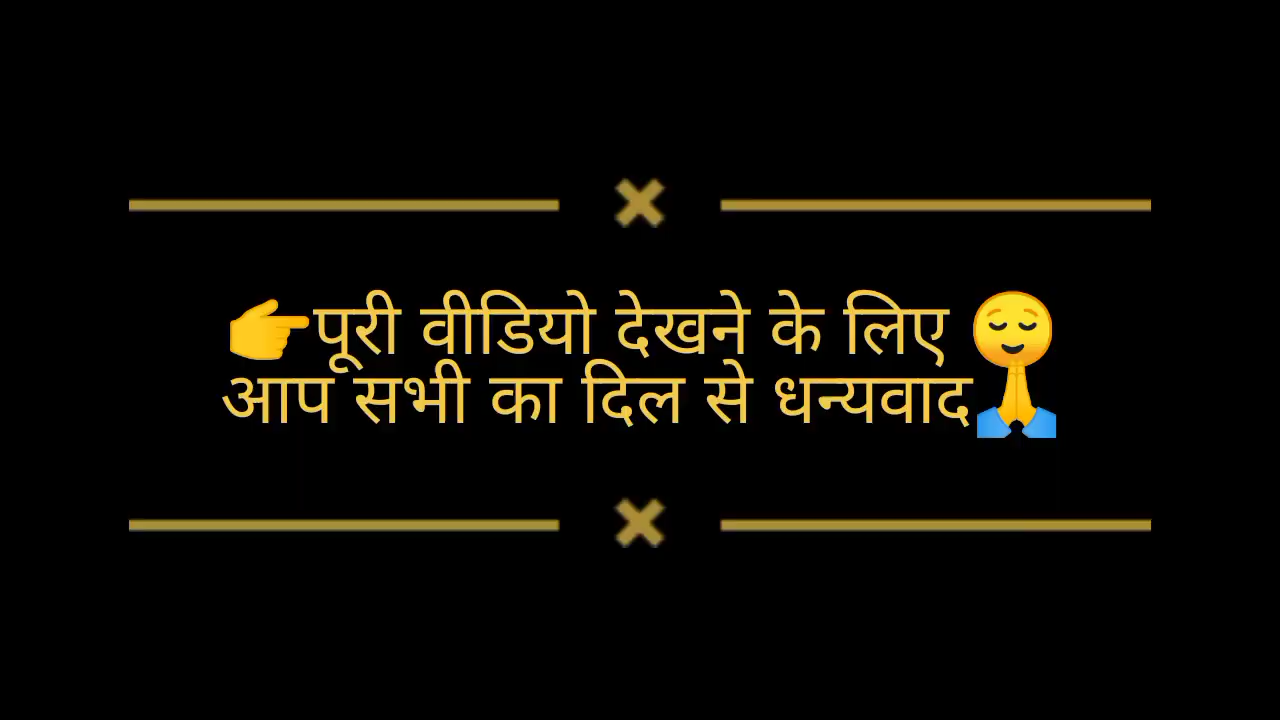 👉पूरी वीडियो देखने के लिए 😌
आप सभी का दिल से धन्यवाद🙏